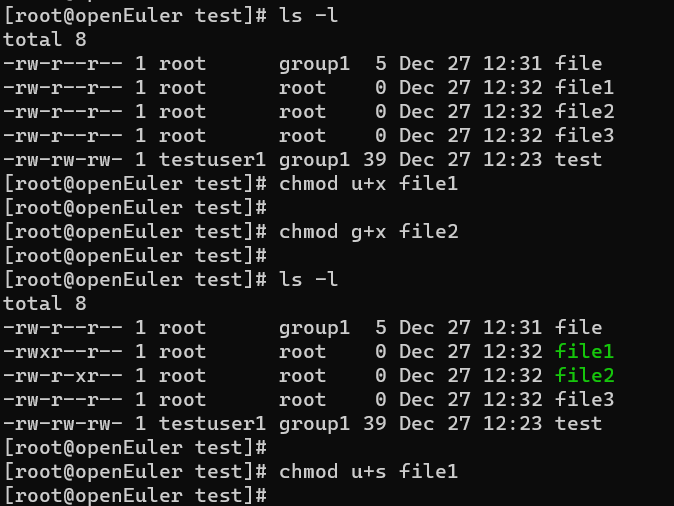 [root@openEuler test]# ls -l
total 8
-rw-r--r-- 1 root      group1  5 Dec 27 12:31 file
-rw-r--r-- 1 root      root    0 Dec 27 12:32 file1
-rw-r--r-- 1 root      root    0 Dec 27 12:32 file2
-rw-r--r-- 1 root      root    0 Dec 27 12:32 file3
-rw-rw-rw- 1 testuser1 group1 39 Dec 27 12:23 test
[root@openEuler test]# chmod u+x file1
[root@openEuler test]#
[root@openEuler test]# chmod g+x file2
[root@openEuler test]#
[root@openEuler test]# ls -l
total 8
-rw-r--r-- 1 root      group1  5 Dec 27 12:31 file
-rwxr--r-- 1 root      root    0 Dec 27 12:32 file1
-rw-r-xr-- 1 root      root    0 Dec 27 12:32 file2
-rw-r--r-- 1 root      root    0 Dec 27 12:32 file3
-rw-rw-rw- 1 testuser1 group1 39 Dec 27 12:23 test
[root@openEuler test]#
[root@openEuler test]# chmod u+s file1
[root@openEuler test]#